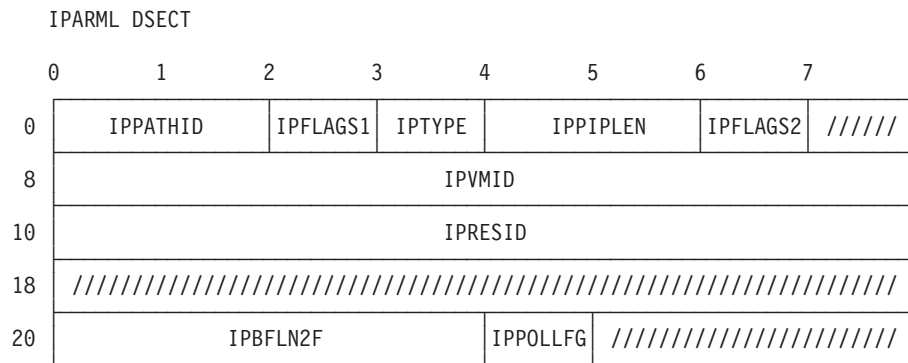 IPARML DSECT
0 1 2 3 4 5 6 7
0 IPPATHID IPFLAGS1 IPTYPE IPPIPLEN IPFLAGS2 //////
8 IPVMID
10 IPRESID
18 ////////////////////////////////////////////////////////////////////
20 IPBFLN2F IPPOLLFG ////////////////////////